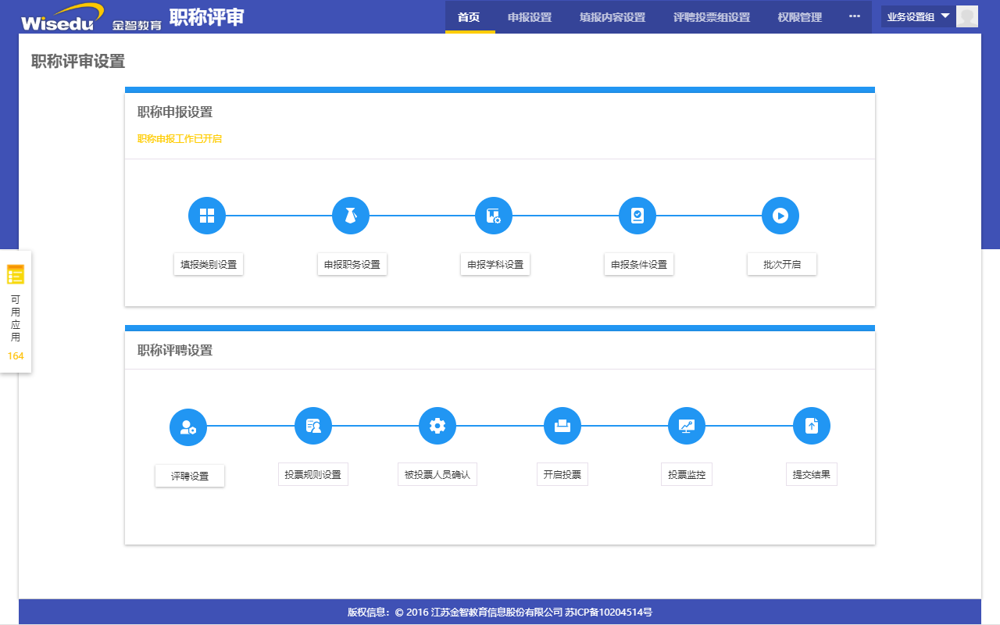 Wisedu 金智教育 职称评审 首页 申报设置 填报内容设置 评聘投票组设置 权限管理 ··· 业务设置组
职称评审设置
职称申报设置
职称申报工作已开启
填报类别设置 申报职务设置 申报学科设置 申报条件设置 批次开启
可用应用
164
职称评聘设置
评聘设置 投票规则设置 被投票人员确认 开启投票 投票监控 提交结果
版权信息：© 2016 江苏金智教育信息股份有限公司 苏ICP备10204514号